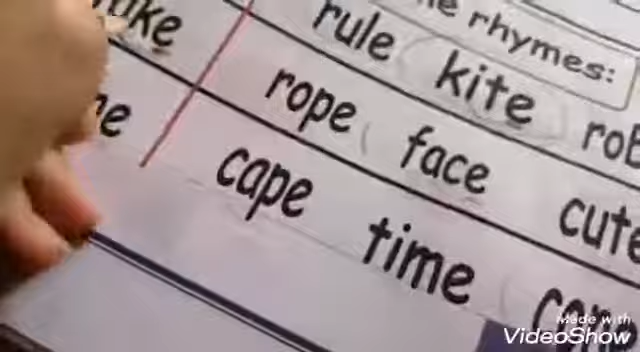 rhymes:
rule kite
rope face cute
cape time
Made with
VideoShow